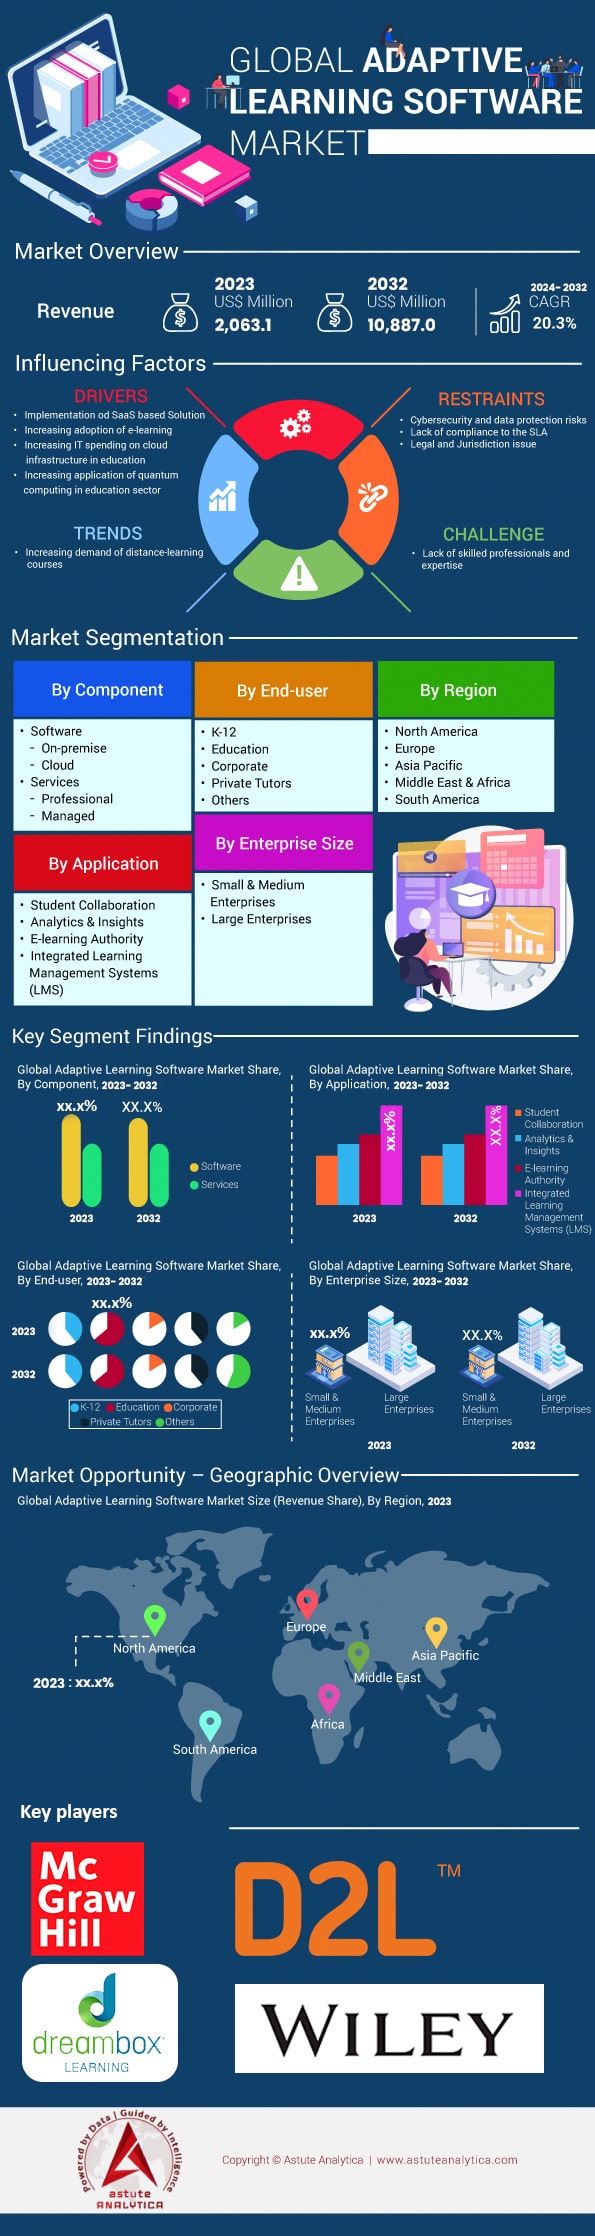 GLOBAL ADAPTIVE
LEARNING SOFTWARE
MARKET
Market Overview
Revenue
2023
US$ Million
2,063.1
2032
US$ Million
10,887.0
2024- 2032
CAGR
20.3%
Influencing Factors
DRIVERS
• Implementation od SaaS based Solution
• Increasing adoption of e-learning
• Increasing IT spending on cloud
infrastructure in education
• Increasing application of quantum
computing in education sector
RESTRAINTS
• Cybersecurity and data protection risks
• Lack of compliance to the SLA
• Legal and Jurisdiction issue
TRENDS
• Increasing demand of distance-learning
courses
CHALLENGE
• Lack of skilled professionals and
expertise
Market Segmentation
By Component
• Software
- On-premise
- Cloud
• Services
- Professional
- Managed
By End-user
• K-12
• Education
• Corporate
• Private Tutors
• Others
By Region
• North America
• Europe
• Asia Pacific
• Middle East & Africa
• South America
By Application
• Student Collaboration
• Analytics & Insights
• E-learning Authority
• Integrated Learning
Management Systems
(LMS)
By Enterprise Size
• Small & Medium
Enterprises
• Large Enterprises
Key Segment Findings
Global Adaptive Learning Software Market Share,
By Component, 2023- 2032
xx.x%
XX.X%
2023
2032
Software
Services
Global Adaptive Learning Software Market Share,
By Application, 2023- 2032
xx.x%
XX.X%
2023
2032
Student
Collaboration
Analytics &
Insights
E-learning
Authority
Integrated
Learning
Management
Systems (LMS)
Global Adaptive Learning Software Market Share,
By End-user, 2023- 2032
xx.x%
2023
2032
K-12
Education
Corporate
Private Tutors
Others
Global Adaptive Learning Software Market Share,
By Enterprise Size, 2023- 2032
xx.x%
XX.X%
Small &
Medium
Enterprises
Large
Enterprises
Small &
Medium
Enterprises
Large
Enterprises
2023
2032
Market Opportunity – Geographic Overview
Global Adaptive Learning Software Market Size (Revenue Share), By Region, 2023
North America
2023 : xx.x%
Europe
Asia Pacific
Middle East
Africa
South America
Key players
Mc
Graw
Hill
D2L TM
dreambox
LEARNING
WILEY
Powered by Data | Guided by Intelligence
astute
ANALYTICA
Copyright © Astute Analytica | www.astuteanalytica.com